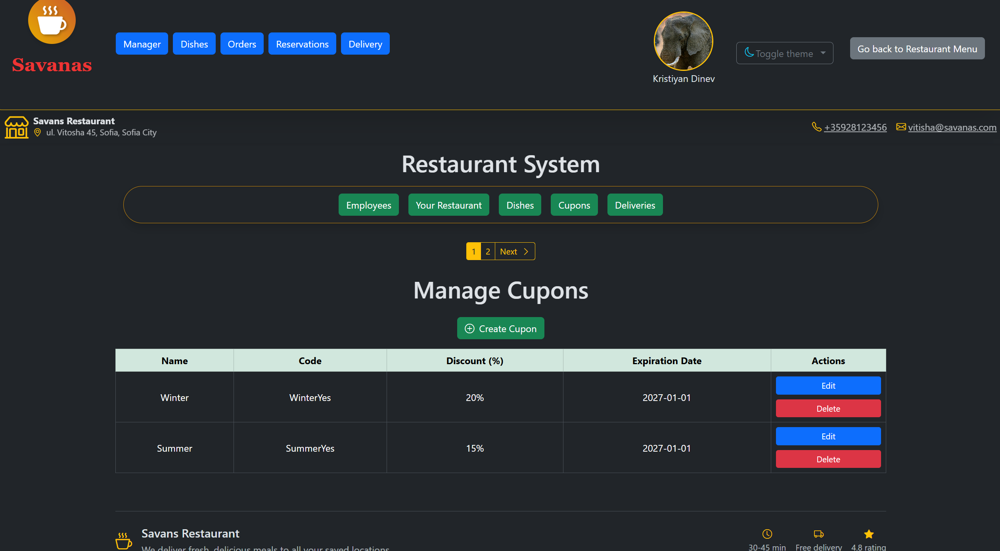 Savanas
Manager
Dishes
Orders
Reservations
Delivery
Kristiyan Dinev
Toggle theme
Go back to Restaurant Menu
Savans Restaurant
ul. Vitosha 45, Sofia, Sofia City
+35928123456
vitisha@savanas.com
Restaurant System
Employees
Your Restaurant
Dishes
Cupons
Deliveries
1
2
Next
Manage Cupons
Create Cupon
Name Code Discount (%) Expiration Date Actions
Winter WinterYes 20% 2027-01-01 Edit
Delete
Summer SummerYes 15% 2027-01-01 Edit
Delete
Savans Restaurant
We deliver fresh, delicious meals to all your saved locations
30-45 min
Free delivery
4.8 rating